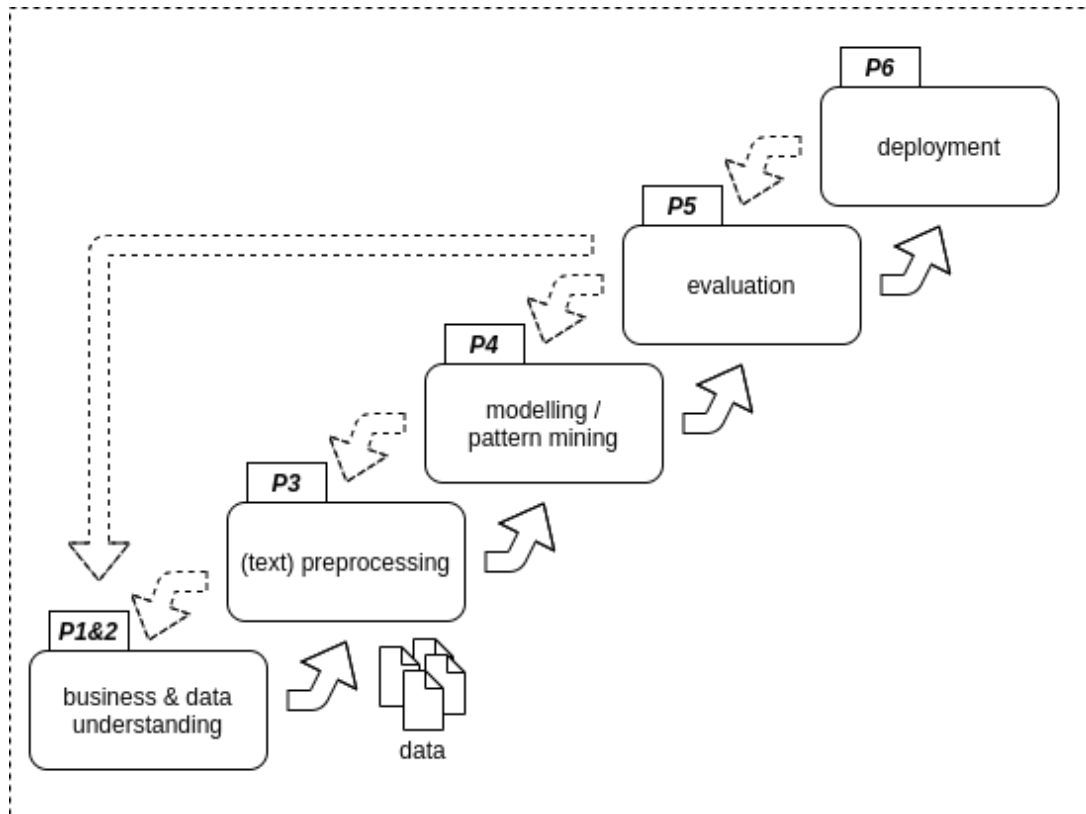 P6
deployment
P5
evaluation
P4
modelling /
pattern mining
P3
(text) preprocessing
P1&2
business & data
understanding
data